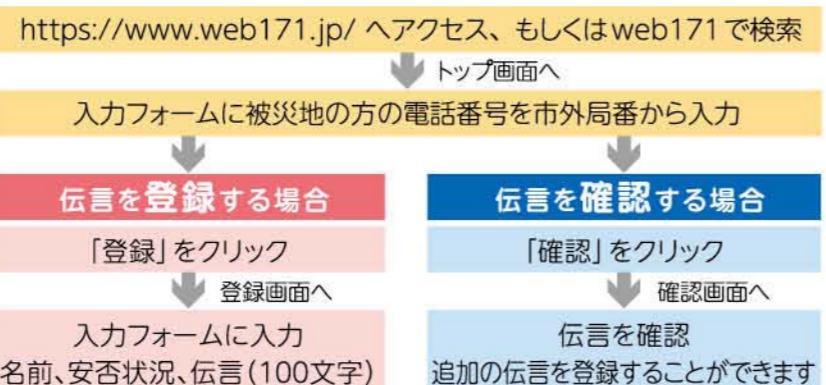 https://www.web171.jp/ へアクセス、もしくはweb171で検索
トップ画面へ
入力フォームに被災地の方の電話番号を市外局番から入力
伝言を登録する場合
「登録」をクリック
登録画面へ
入力フォームに入力
名前、安否状況、伝言(100文字)
伝言を確認する場合
「確認」をクリック
確認画面へ
伝言を確認
追加の伝言を登録することができます